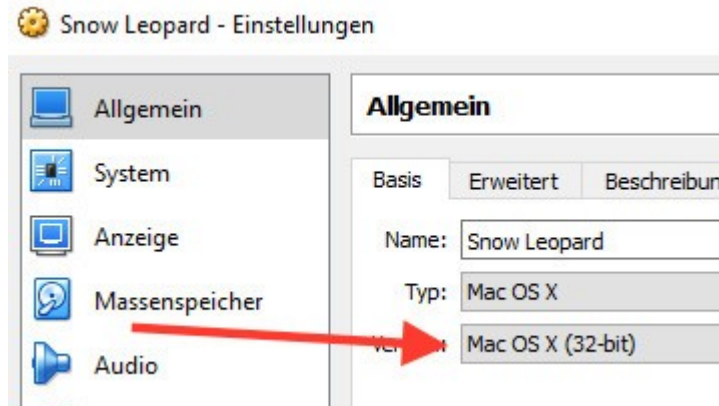 Snow Leopard - Einstellungen
Allgemein
System
Anzeige
Massenspeicher
Audio
Allgemein
Basis Erweitert Beschreibun
Name: Snow Leopard
Typ: Mac OS X
Mac OS X (32-bit)